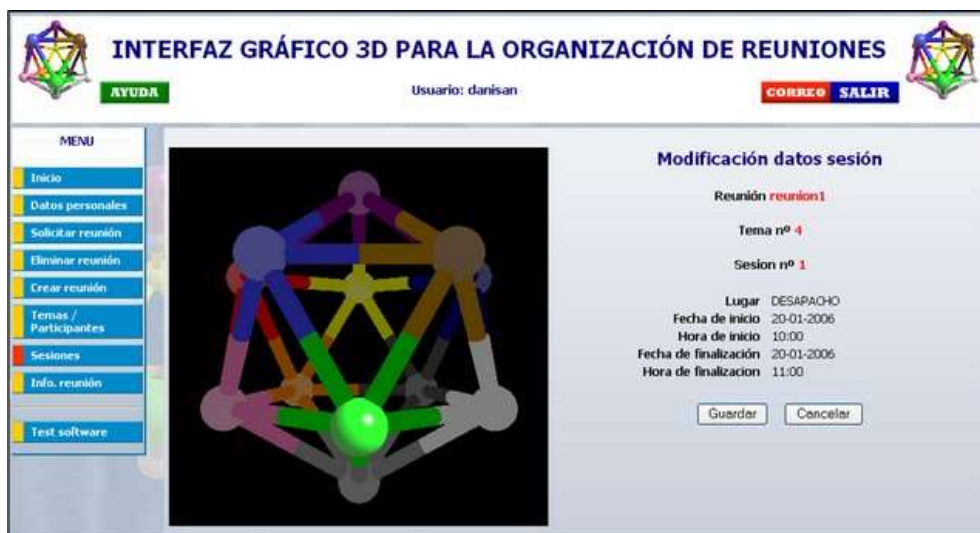 INTERFAZ GRÁFICO 3D PARA LA ORGANIZACIÓN DE REUNIONES
AYUDA
Usuario: danisan
CORREO SALIR
MENU
Inicio
Datos personales
Solicitar reunión
Eliminar reunión
Crear reunión
Temas /
Participantes
Sesiones
Info. reunión
Test software
Modificación datos sesión
Reunión reunion1
Tema nº 4
Sesion nº 1
Lugar DESAPACHO
Fecha de inicio 20-01-2006
Hora de inicio 10:00
Fecha de finalización 20-01-2006
Hora de finalizacion 11:00
Guardar Cancelar